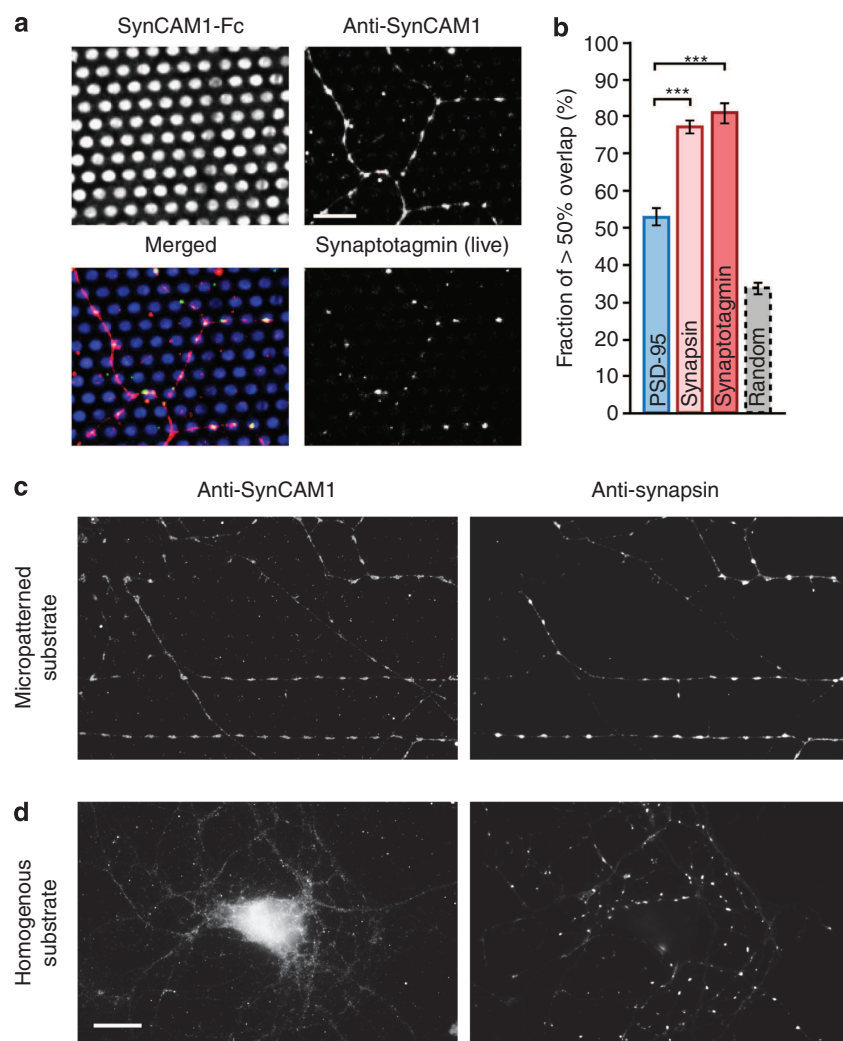 a
SynCAM1-Fc
Anti-SynCAM1
Merged
Synaptotagmin (live)
b
Fraction of > 50% overlap (%)
100
90
80
70
60
50
40
30
20
10
0
***
***
PSD-95
Synapsin
Synaptotagmin
Random
c
Anti-SynCAM1
Anti-synapsin
Micropatterned
substrate
d
Homogenous
substrate